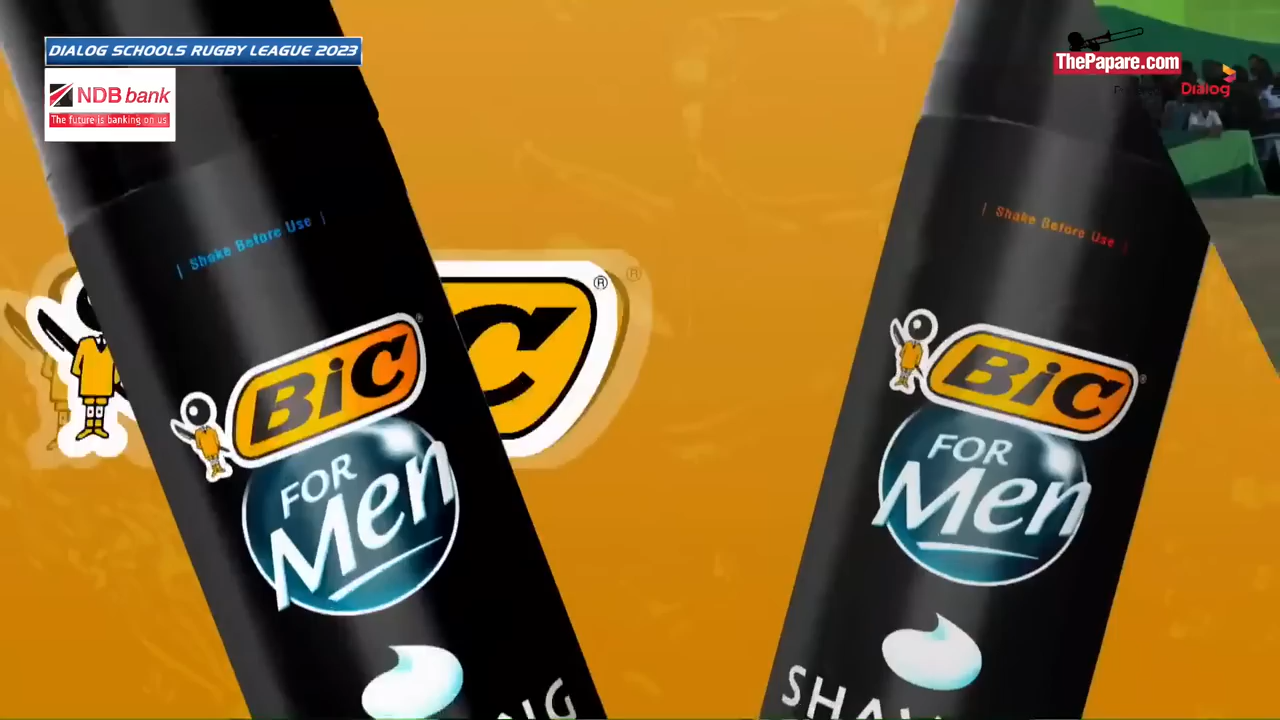 DIALOG SCHOOLS RUGBY LEAGUE 2023
NDB bank
The future is banking on us
ThePapare.com
Dialog
| Shake Before Use |
BiC
FOR
Men
C
®
| Shake Before Use |
BiC
FOR
Men